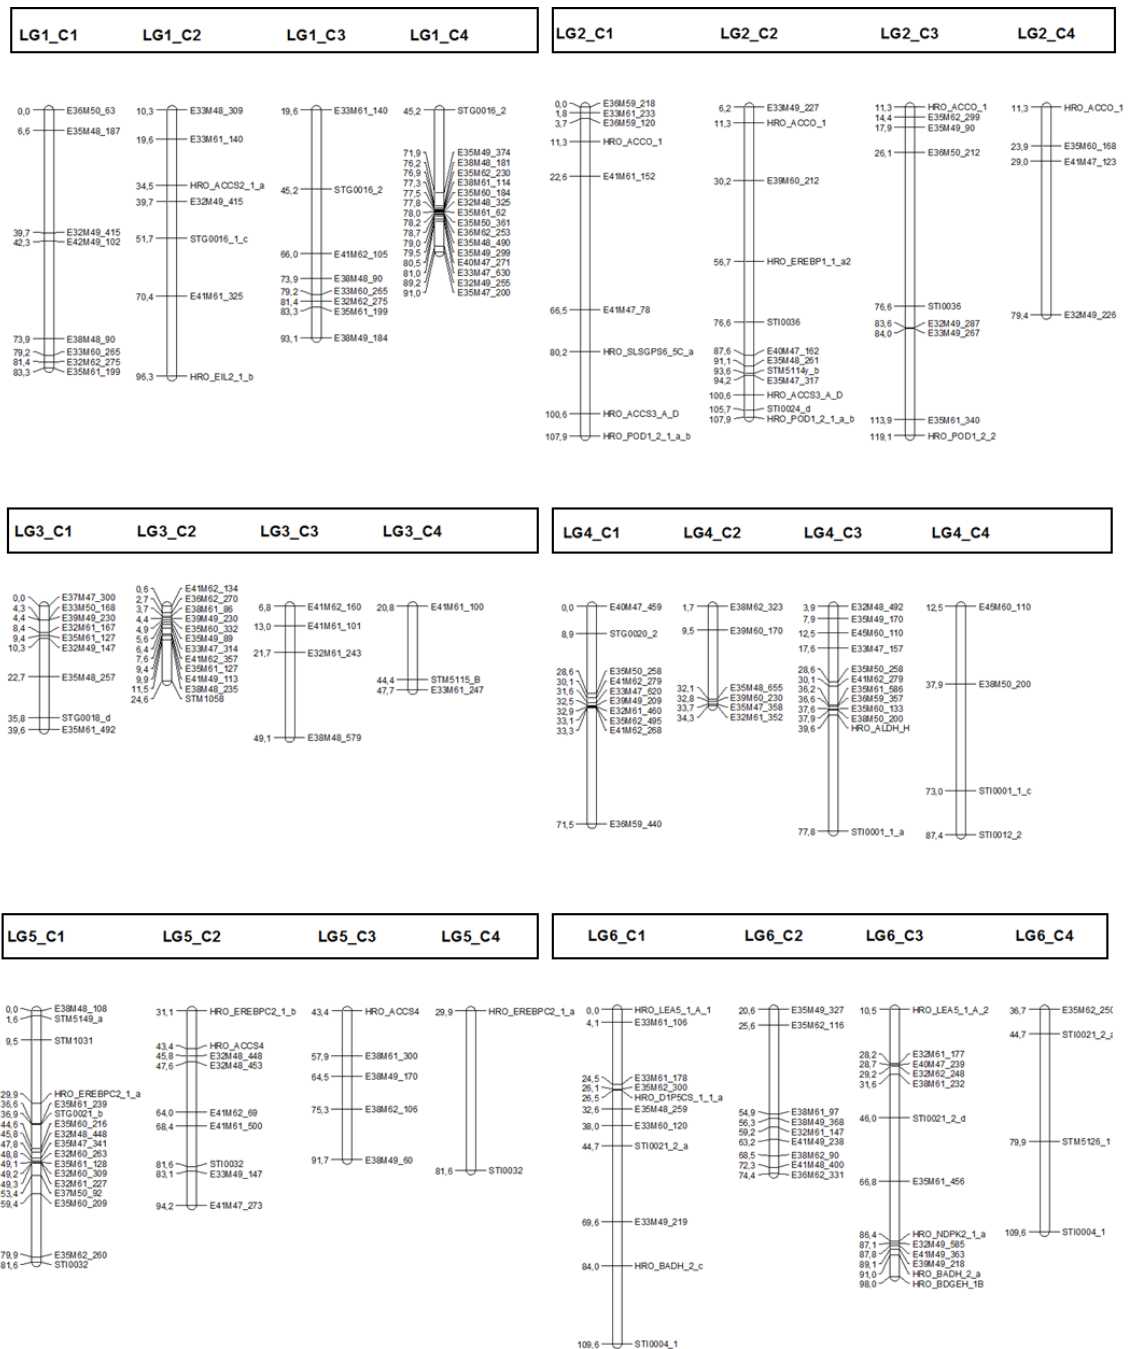 LG1_C1
0,0 E36M50_63
6,6 E35M48_187
39,7 E32M49_415
42,3 E42M49_102
73,9 E38M48_90
79,2 E33M60_265
81,4 E32M62_275
83,3 E35M61_199
LG1_C2
10,3 E33M48_309
19,6 E33M61_140
34,5 HRO_ACCS2_1_a
39,7 E32M49_415
51,7 STG0016_1_c
70,4 E41M61_325
96,3 HRO_EIL2_1_b
LG1_C3
19,6 E33M61_140
45,2 STG0016_2
66,0 E41M62_105
73,9 E38M48_90
79,2 E33M60_265
81,4 E32M62_275
83,3 E35M61_199
93,1 E38M49_184
LG1_C4
45,2 STG0016_2
71,9 E35M49_374
76,2 E38M48_181
76,9 E35M62_230
77,3 E38M61_114
77,5 E35M60_184
77,8 E32M48_325
78,0 E35M61_62
78,2 E35M50_361
78,7 E36M62_253
79,0 E35M48_490
79,5 E35M49_299
80,5 E40M47_271
81,0 E33M47_630
89,2 E32M49_255
91,0 E35M47_200
LG2_C1
0,0 E36M59_218
1,8 E33M61_233
3,7 E36M59_120
11,3 HRO_ACCO_1
22,6 E41M61_152
66,5 E41M47_78
80,2 HRO_SLSGPS6_5C_a
100,6 HRO_ACCS3_A_D
107,9 HRO_POD1_2_1_a_b
LG2_C2
6,2 E33M49_227
11,3 HRO_ACCO_1
30,2 E39M60_212
56,7 HRO_EREBP1_1_a2
76,6 STI0036
87,6 E40M47_162
91,1 E35M48_261
93,6 STM5114y_b
94,2 E35M47_317
100,6 HRO_ACCS3_A_D
105,7 STI0024_d
107,9 HRO_POD1_2_1_a_b
LG2_C3
11,3 HRO_ACCO_1
14,4 E35M62_299
17,9 E35M49_90
26,1 E36M50_212
76,6 STI0036
83,6 E32M49_287
84,0 E33M49_267
113,9 E35M61_340
119,1 HRO_POD1_2_2
LG2_C4
11,3 HRO_ACCO_1
23,9 E35M60_168
29,0 E41M47_123
79,4 E32M49_226
LG3_C1
0,0 E37M47_300
4,3 E33M50_168
4,4 E39M49_230
8,4 E32M61_167
9,4 E35M61_127
10,3 E32M49_147
22,7 E35M48_257
35,8 STG0018_d
39,6 E35M61_492
LG3_C2
0,6 E41M62_134
2,7 E36M62_270
3,7 E38M61_86
4,4 E39M49_230
4,9 E35M60_332
5,6 E35M49_89
6,4 E33M47_314
7,6 E41M62_357
9,4 E35M61_127
9,9 E41M49_113
11,5 E38M48_235
24,6 STM1058
LG3_C3
6,8 E41M62_160
13,0 E41M61_101
21,7 E32M61_243
49,1 E38M48_579
LG3_C4
20,8 E41M61_100
44,4 STM5115_B
47,7 E33M61_247
LG4_C1
0,0 E40M47_459
8,9 STG0020_2
28,6 E35M50_258
30,1 E41M62_279
31,6 E33M47_620
32,5 E39M49_209
32,9 E32M61_460
33,1 E35M62_495
33,3 E41M62_268
71,5 E36M59_440
LG4_C2
1,7 E38M62_323
9,5 E39M60_170
32,1 E35M48_655
32,8 E39M60_230
33,7 E35M47_358
34,3 E32M61_352
LG4_C3
3,9 E32M48_492
7,9 E35M49_170
12,5 E45M60_110
17,6 E33M47_157
28,6 E35M50_258
30,1 E41M62_279
36,2 E35M61_586
36,6 E36M59_357
37,6 E35M60_133
37,9 E38M50_200
39,6 HRO_ALDH_H
77,8 STI0001_1_a
LG4_C4
12,5 E45M60_110
37,9 E38M50_200
73,0 STI0001_1_c
87,4 STI0012_2
LG5_C1
0,0 E38M48_108
1,6 STM5149_a
9,5 STM1031
29,9 HRO_EREBPC2_1_a
36,6 E35M61_239
36,9 STG0021_b
44,6 E35M60_216
45,8 E32M48_448
47,8 E35M47_341
48,8 E32M60_263
49,1 E35M61_128
49,2 E32M60_309
49,3 E32M61_227
53,4 E37M50_92
59,4 E35M60_209
79,9 E35M62_260
81,6 STI0032
LG5_C2
31,1 HRO_EREBPC2_1_b
43,4 HRO_ACCS4
45,8 E32M48_448
47,6 E32M48_453
64,0 E41M62_69
68,4 E41M61_500
81,6 STI0032
83,1 E33M49_147
94,2 E41M47_273
LG5_C3
43,4 HRO_ACCS4
57,9 E38M61_300
64,5 E38M49_170
75,3 E38M62_106
91,7 E38M49_60
LG5_C4
29,9 HRO_EREBPC2_1_a
81,6 STI0032
LG6_C1
0,0 HRO_LEA5_1_A_1
4,1 E33M61_106
24,5 E33M61_178
26,1 E35M62_300
26,5 HRO_D1P5CS_1_1_a
32,6 E35M48_259
38,0 E33M60_120
44,7 STI0021_2_a
69,6 E33M49_219
84,0 HRO_BADH_2_c
109,6 STI0004_1
LG6_C2
20,6 E35M49_327
25,6 E35M62_116
54,9 E38M61_97
56,3 E38M49_368
59,2 E32M61_147
63,2 E41M49_238
68,5 E38M62_90
72,3 E41M48_400
74,4 E36M62_331
LG6_C3
10,5 HRO_LEA5_1_A_2
28,2 E32M61_177
28,7 E40M47_239
29,2 E32M62_248
31,6 E38M61_232
46,0 STI0021_2_d
66,8 E35M61_456
86,4 HRO_NDPK2_1_a
87,1 E32M49_585
87,8 E41M49_363
89,1 E39M49_218
91,0 HRO_BADH_2_a
98,0 HRO_BDGEH_1B
LG6_C4
36,7 E35M62_250
44,7 STI0021_2_a
79,9 STM5126_1
109,6 STI0004_1